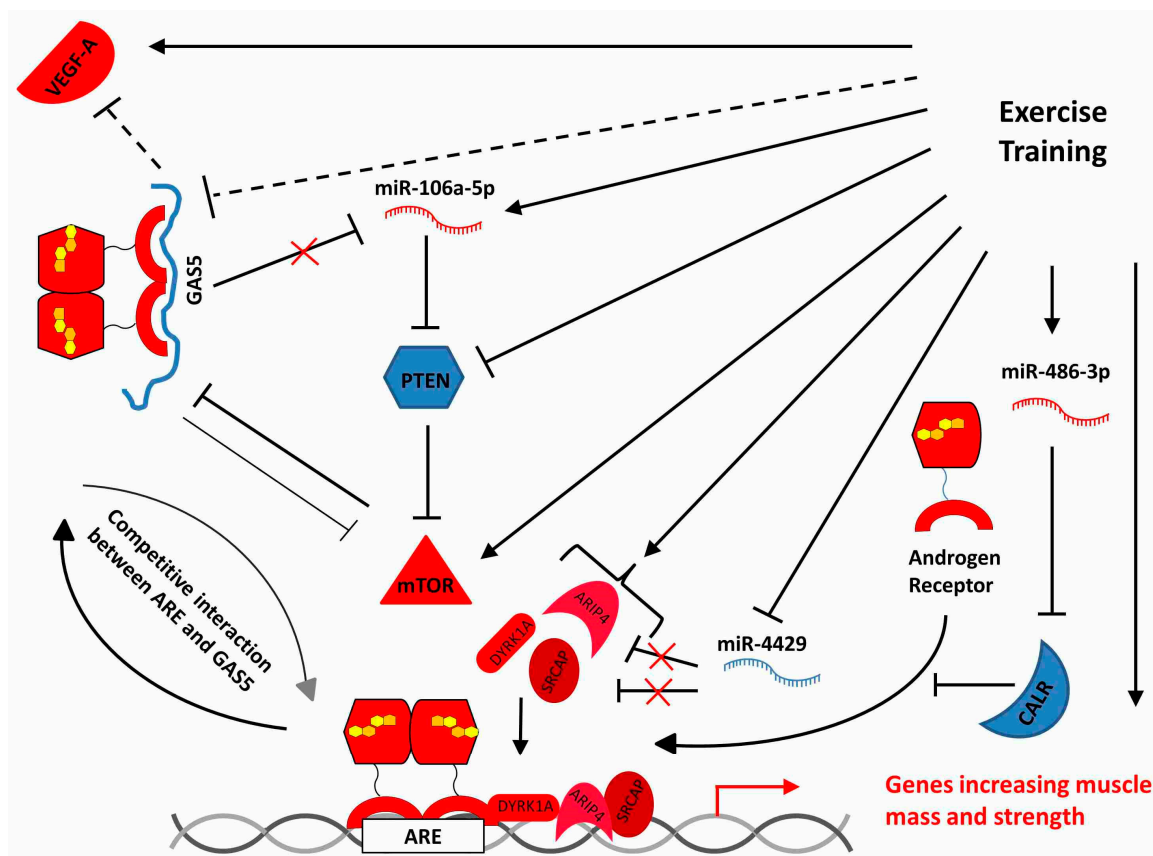 VEGF-A
Exercise
Training
miR-106a-5p
GAS5
PTEN
miR-486-3p
Competitive interaction
between ARE and GAS5
mTOR
ARIP4
DYRK1A
SRCAP
Androgen
Receptor
miR-4429
CALR
Genes increasing muscle
mass and strength
DYRK1A
ARIP4
SRCAP
ARE